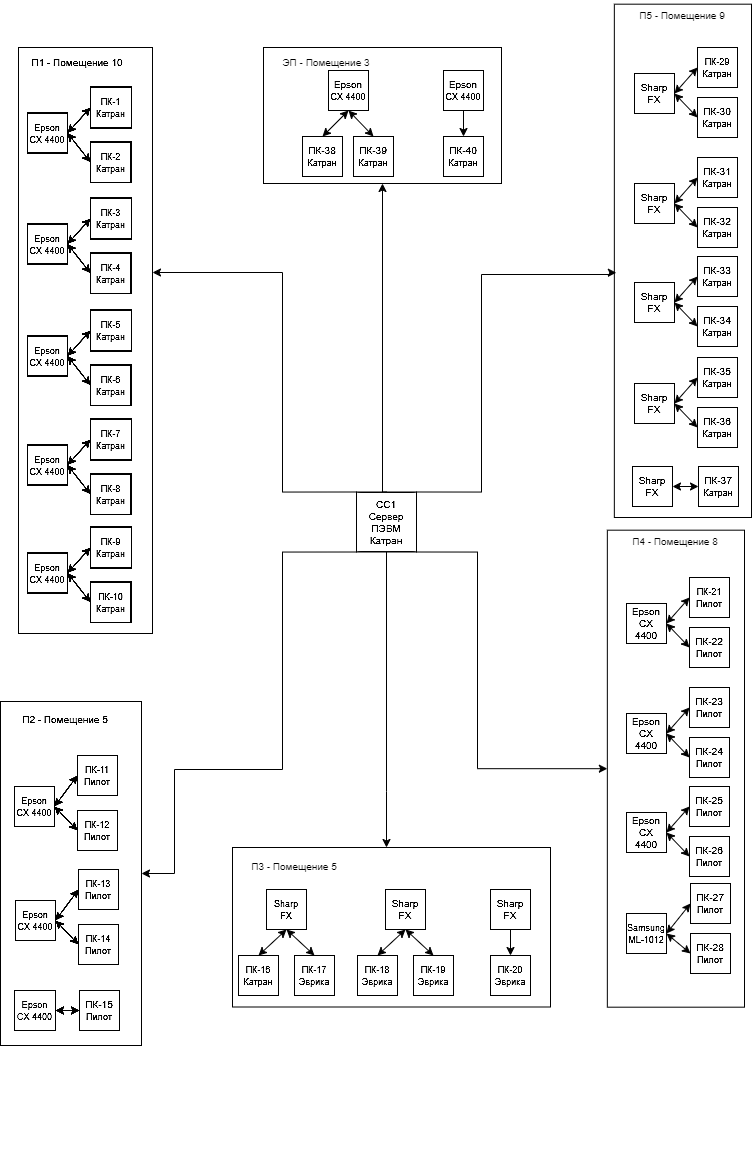 П1 - Помещение 10
Epson
CX 4400
ПК-1
Катран
ПК-2
Катран
Epson
CX 4400
ПК-3
Катран
ПК-4
Катран
Epson
CX 4400
ПК-5
Катран
ПК-6
Катран
Epson
CX 4400
ПК-7
Катран
ПК-8
Катран
Epson
CX 4400
ПК-9
Катран
ПК-10
Катран
ЭП - Помещение 3
Epson
CX 4400
ПК-38
Катран
ПК-39
Катран
Epson
CX 4400
ПК-40
Катран
П5 - Помещение 9
Sharp
FX
ПК-29
Катран
ПК-30
Катран
Sharp
FX
ПК-31
Катран
ПК-32
Катран
Sharp
FX
ПК-33
Катран
ПК-34
Катран
Sharp
FX
ПК-35
Катран
ПК-36
Катран
Sharp
FX
ПК-37
Катран
СС1
Сервер
ПЭВМ
Катран
П2 - Помещение 5
Epson
CX 4400
ПК-11
Пилот
ПК-12
Пилот
Epson
CX 4400
ПК-13
Пилот
ПК-14
Пилот
Epson
CX 4400
ПК-15
Пилот
П3 - Помещение 5
Sharp
FX
ПК-16
Катран
ПК-17
Эврика
Sharp
FX
ПК-18
Эврика
ПК-19
Эврика
Sharp
FX
ПК-20
Эврика
П4 - Помещение 8
Epson
CX
4400
ПК-21
Пилот
ПК-22
Пилот
Epson
CX
4400
ПК-23
Пилот
ПК-24
Пилот
Epson
CX
4400
ПК-25
Пилот
ПК-26
Пилот
Samsung
ML-1012
ПК-27
Пилот
ПК-28
Пилот